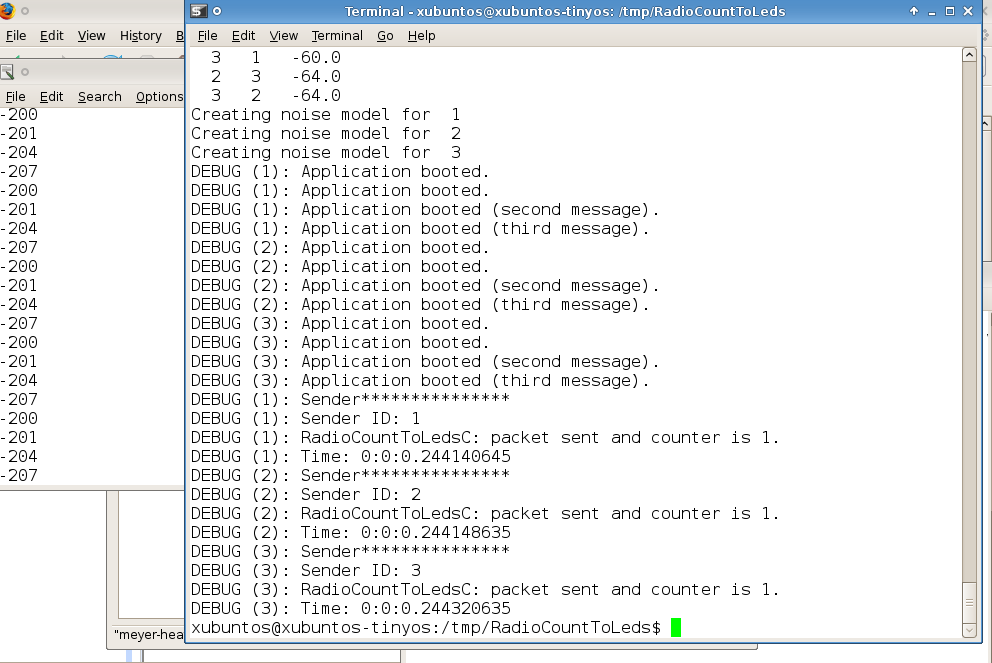 Terminal - xubuntos@xubuntos-tinyos: /tmp/RadioCountToLeds
File Edit View History B
File Edit View Terminal Go Help
File Edit Search Options
-200
-201
-204
-207
-200
-201
-204
-207
-200
-201
-204
-207
-200
-201
-204
-207
-200
-201
-204
-207
3 1 -60.0
2 3 -64.0
3 2 -64.0
Creating noise model for 1
Creating noise model for 2
Creating noise model for 3
DEBUG (1): Application booted.
DEBUG (1): Application booted.
DEBUG (1): Application booted (second message).
DEBUG (1): Application booted (third message).
DEBUG (2): Application booted.
DEBUG (2): Application booted.
DEBUG (2): Application booted (second message).
DEBUG (2): Application booted (third message).
DEBUG (3): Application booted.
DEBUG (3): Application booted.
DEBUG (3): Application booted (second message).
DEBUG (3): Application booted (third message).
DEBUG (1): Sender***************
DEBUG (1): Sender ID: 1
DEBUG (1): RadioCountToLedsC: packet sent and counter is 1.
DEBUG (1): Time: 0:0:0.244140645
DEBUG (2): Sender***************
DEBUG (2): Sender ID: 2
DEBUG (2): RadioCountToLedsC: packet sent and counter is 1.
DEBUG (2): Time: 0:0:0.244148635
DEBUG (3): Sender***************
DEBUG (3): Sender ID: 3
DEBUG (3): RadioCountToLedsC: packet sent and counter is 1.
DEBUG (3): Time: 0:0:0.244320635
xubuntos@xubuntos-tinyos:/tmp/RadioCountToLeds$
"meyer-hea